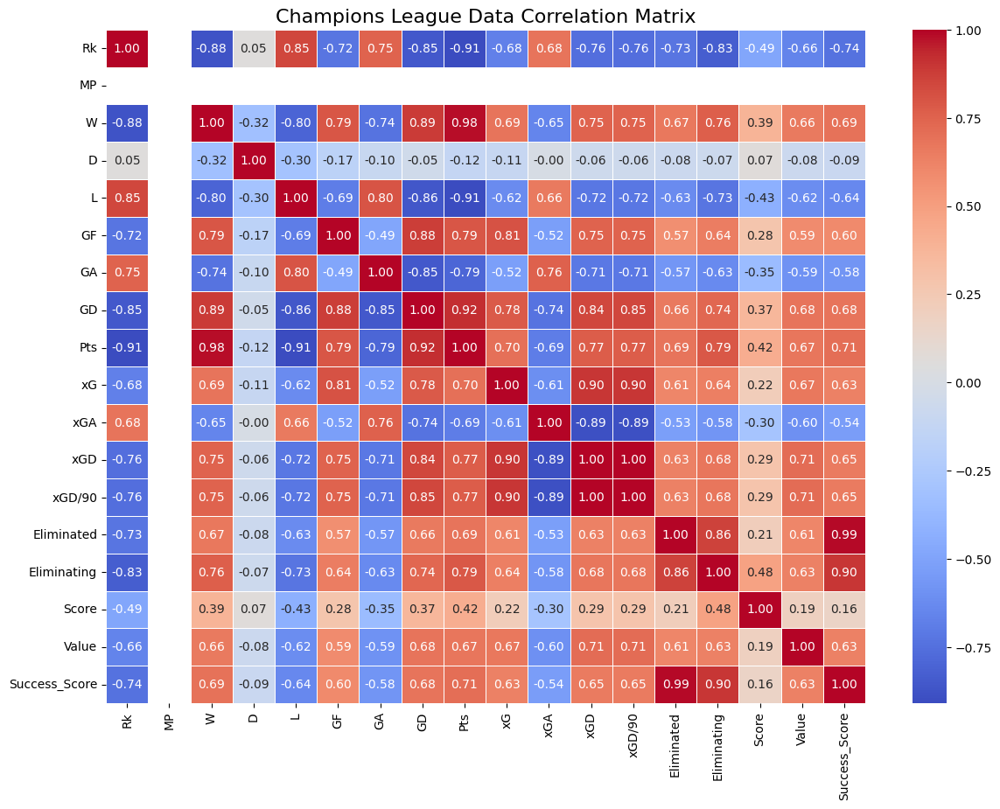 Champions League Data Correlation Matrix
Rk 1.00 -0.88 0.05 0.85 -0.72 0.75 -0.85 -0.91 -0.68 0.68 -0.76 -0.76 -0.73 -0.83 -0.49 -0.66 -0.74
MP
W -0.88 1.00 -0.32 -0.80 0.79 -0.74 0.89 0.98 0.69 -0.65 0.75 0.75 0.67 0.76 0.39 0.66 0.69
D 0.05 -0.32 1.00 -0.30 -0.17 -0.10 -0.05 -0.12 -0.11 -0.00 -0.06 -0.06 -0.08 -0.07 0.07 -0.08 -0.09
L 0.85 -0.80 -0.30 1.00 -0.69 0.80 -0.86 -0.91 -0.62 0.66 -0.72 -0.72 -0.63 -0.73 -0.43 -0.62 -0.64
GF -0.72 0.79 -0.17 -0.69 1.00 -0.49 0.88 0.79 0.81 -0.52 0.75 0.75 0.57 0.64 0.28 0.59 0.60
GA 0.75 -0.74 -0.10 0.80 -0.49 1.00 -0.85 -0.79 -0.52 0.76 -0.71 -0.71 -0.57 -0.63 -0.35 -0.59 -0.58
GD -0.85 0.89 -0.05 -0.86 0.88 -0.85 1.00 0.92 0.78 -0.74 0.84 0.85 0.66 0.74 0.37 0.68 0.68
Pts -0.91 0.98 -0.12 -0.91 0.79 -0.79 0.92 1.00 0.70 -0.69 0.77 0.77 0.69 0.79 0.42 0.67 0.71
xG -0.68 0.69 -0.11 -0.62 0.81 -0.52 0.78 0.70 1.00 -0.61 0.90 0.90 0.61 0.64 0.22 0.67 0.63
xGA 0.68 -0.65 -0.00 0.66 -0.52 0.76 -0.74 -0.69 -0.61 1.00 -0.89 -0.89 -0.53 -0.58 -0.30 -0.60 -0.54
xGD -0.76 0.75 -0.06 -0.72 0.75 -0.71 0.84 0.77 0.90 -0.89 1.00 1.00 0.63 0.68 0.29 0.71 0.65
xGD/90 -0.76 0.75 -0.06 -0.72 0.75 -0.71 0.85 0.77 0.90 -0.89 1.00 1.00 0.63 0.68 0.29 0.71 0.65
Eliminated -0.73 0.67 -0.08 -0.63 0.57 -0.57 0.66 0.69 0.61 -0.53 0.63 0.63 1.00 0.86 0.21 0.61 0.99
Eliminating -0.83 0.76 -0.07 -0.73 0.64 -0.63 0.74 0.79 0.64 -0.58 0.68 0.68 0.86 1.00 0.48 0.63 0.90
Score -0.49 0.39 0.07 -0.43 0.28 -0.35 0.37 0.42 0.22 -0.30 0.29 0.29 0.21 0.48 1.00 0.19 0.16
Value -0.66 0.66 -0.08 -0.62 0.59 -0.59 0.68 0.67 0.67 -0.60 0.71 0.71 0.61 0.63 0.19 1.00 0.63
Success_Score -0.74 0.69 -0.09 -0.64 0.60 -0.58 0.68 0.71 0.63 -0.54 0.65 0.65 0.99 0.90 0.16 0.63 1.00
Rk MP W D L GF GA GD Pts xG xGA xGD xGD/90 Eliminated Eliminating Score Value Success_Score
1.00
0.75
0.50
0.25
0.00
−0.25
−0.50
−0.75